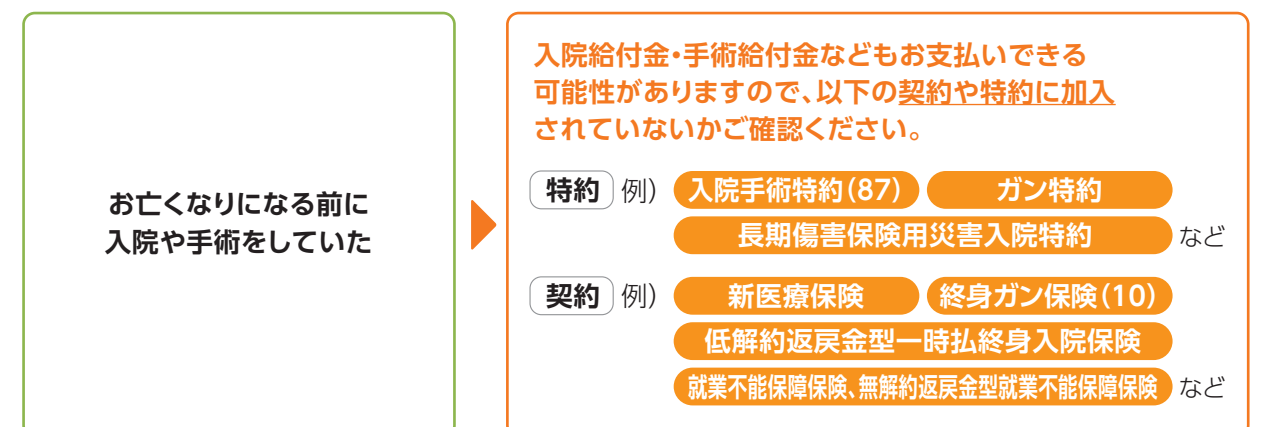 お亡くなりになる前に
入院や手術をしていた
入院給付金・手術給付金などもお支払いできる
可能性がありますので、以下の契約や特約に加入
されていないかご確認ください。
特約 例) 入院手術特約(87) ガン特約
長期傷害保険用災害入院特約 など
契約 例) 新医療保険 終身ガン保険(10)
低解約返戻金型一時払終身入院保険
就業不能保障保険、無解約返戻金型就業不能保障保険 など